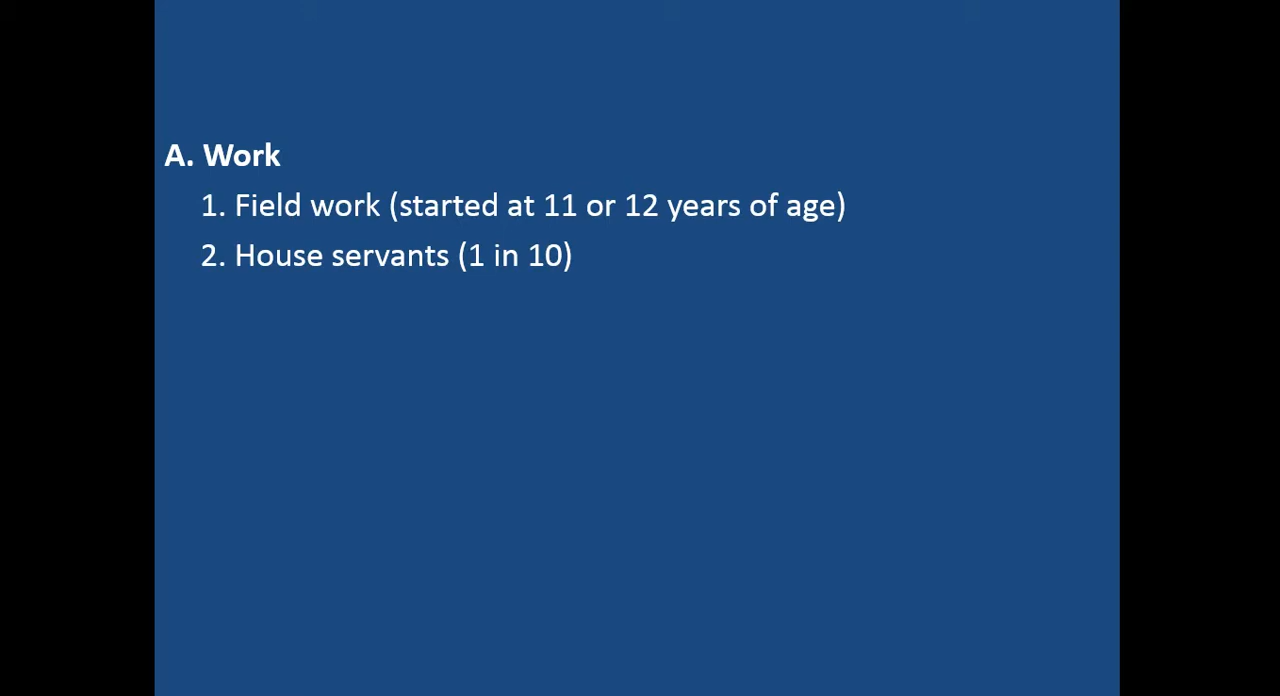 A. Work
1. Field work (started at 11 or 12 years of age)
2. House servants (1 in 10)